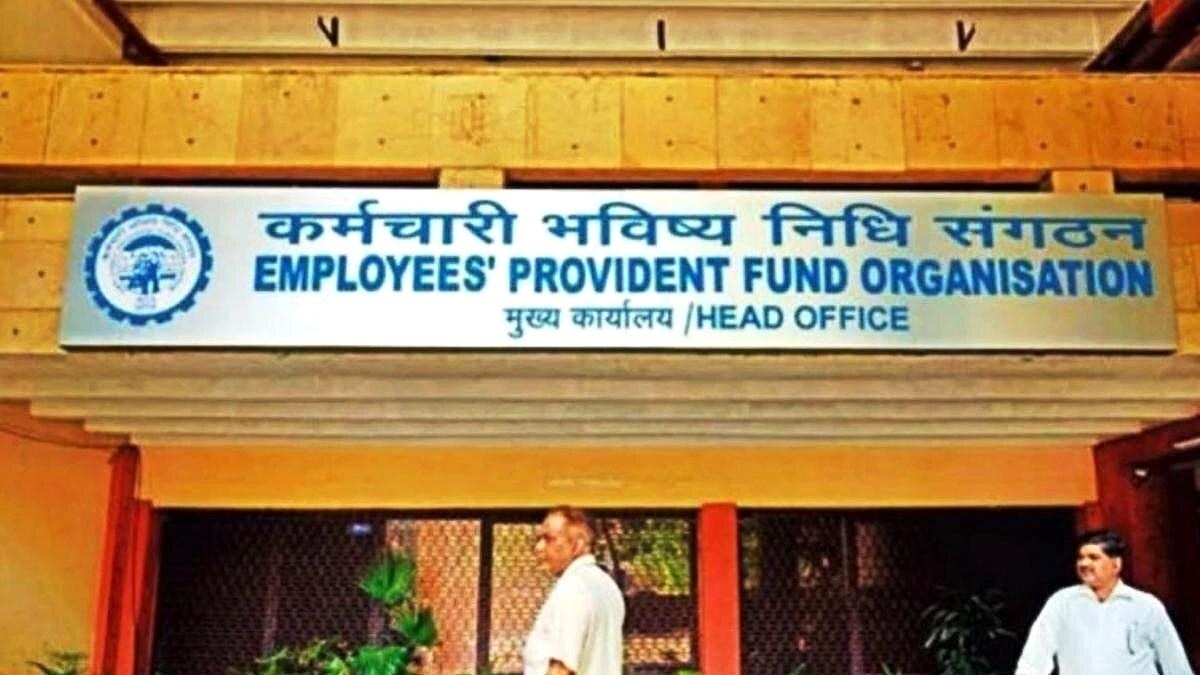 कर्मचारी भविष्य निधि संगठन
EMPLOYEES' PROVIDENT FUND ORGANISATION
मुख्य कार्यालय /HEAD OFFICE